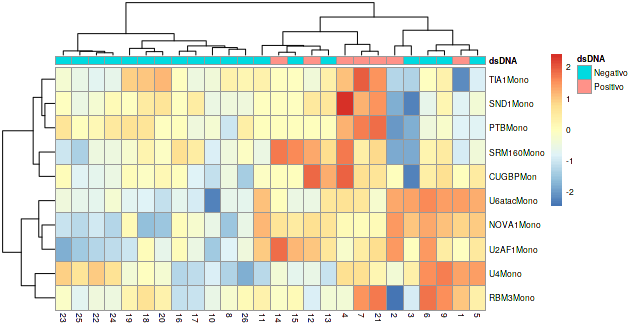 dsDNA
dsDNA
Negativo
Positivo
2
1
0
-1
-2
TIA1Mono
SND1Mono
PTBMono
SRM160Mono
CUGBPMon
U6atacMono
NOVA1Mono
U2AF1Mono
U4Mono
RBM3Mono
23 25 22 24 19 18 20 16 17 10 8 26 11 14 15 12 13 4 7 21 2 3 6 9 1 5